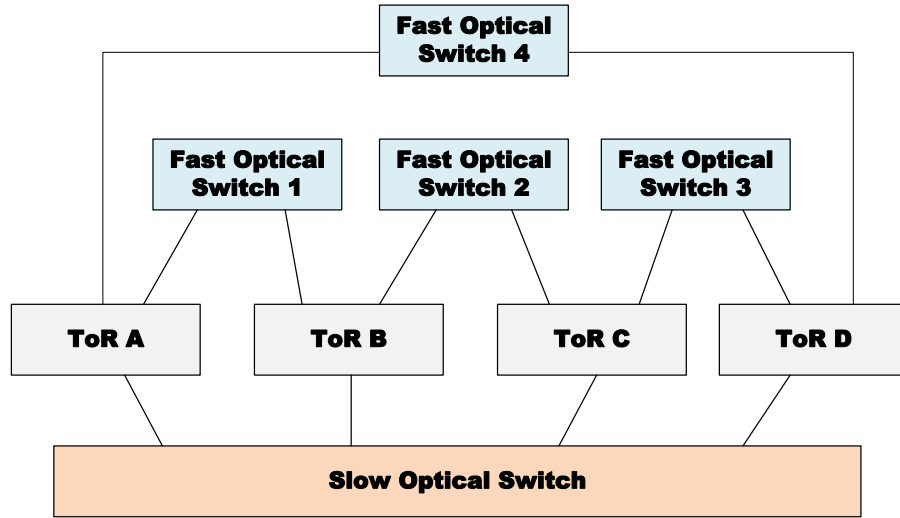 Fast Optical
Switch 4
Fast Optical
Switch 1
Fast Optical
Switch 2
Fast Optical
Switch 3
ToR A
ToR B
ToR C
ToR D
Slow Optical Switch